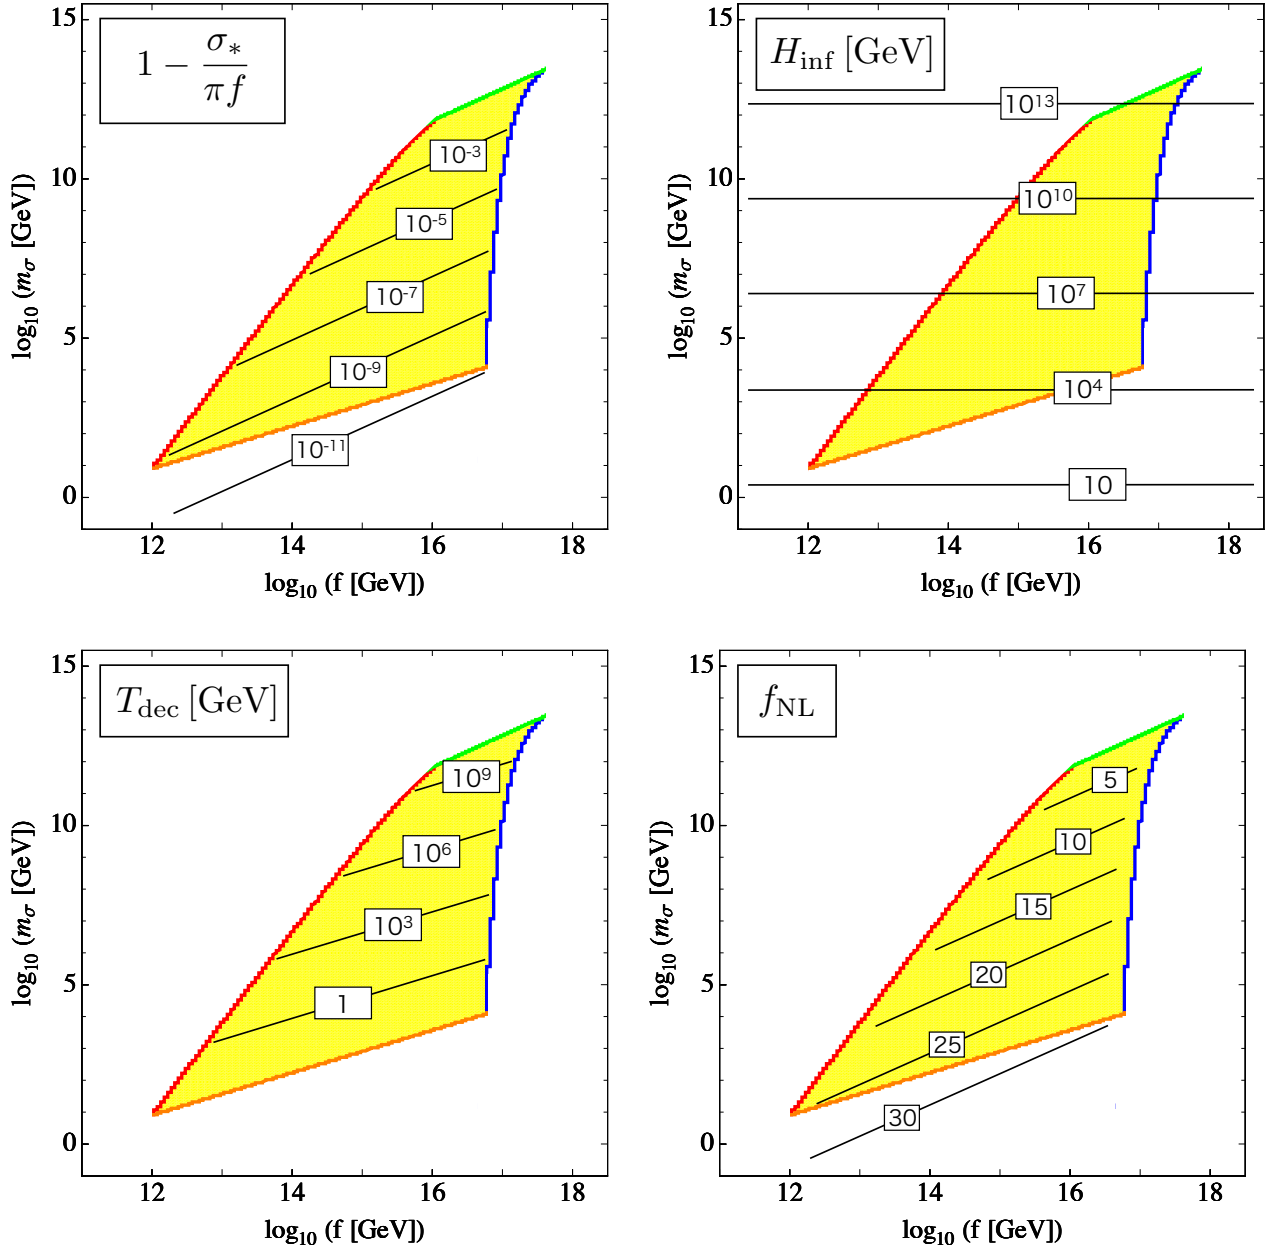 1 − σ∗/πf
15
10
5
0
10-3
10-5
10-7
10-9
10-11
log10 (mσ [GeV])
12 14 16 18
log10 (f [GeV])
Hinf [GeV]
15
10
5
0
1013
1010
107
104
10
log10 (mσ [GeV])
12 14 16 18
log10 (f [GeV])
Tdec [GeV]
15
10
5
0
109
106
103
1
log10 (mσ [GeV])
12 14 16 18
log10 (f [GeV])
fNL
15
10
5
0
5
10
15
20
25
30
log10 (mσ [GeV])
12 14 16 18
log10 (f [GeV])